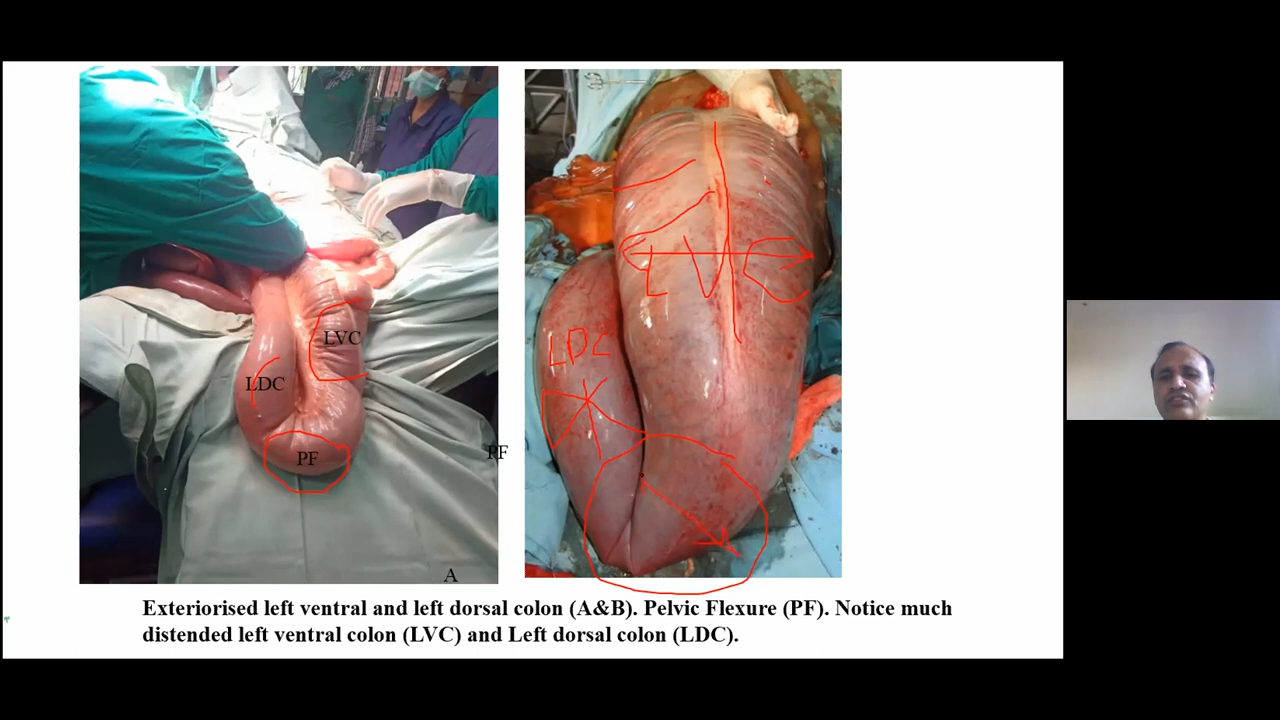 LVC
LDC
PF
PF
A
LVC
LDC
Exteriorised left ventral and left dorsal colon (A&B). Pelvic Flexure (PF). Notice much
distended left ventral colon (LVC) and Left dorsal colon (LDC).